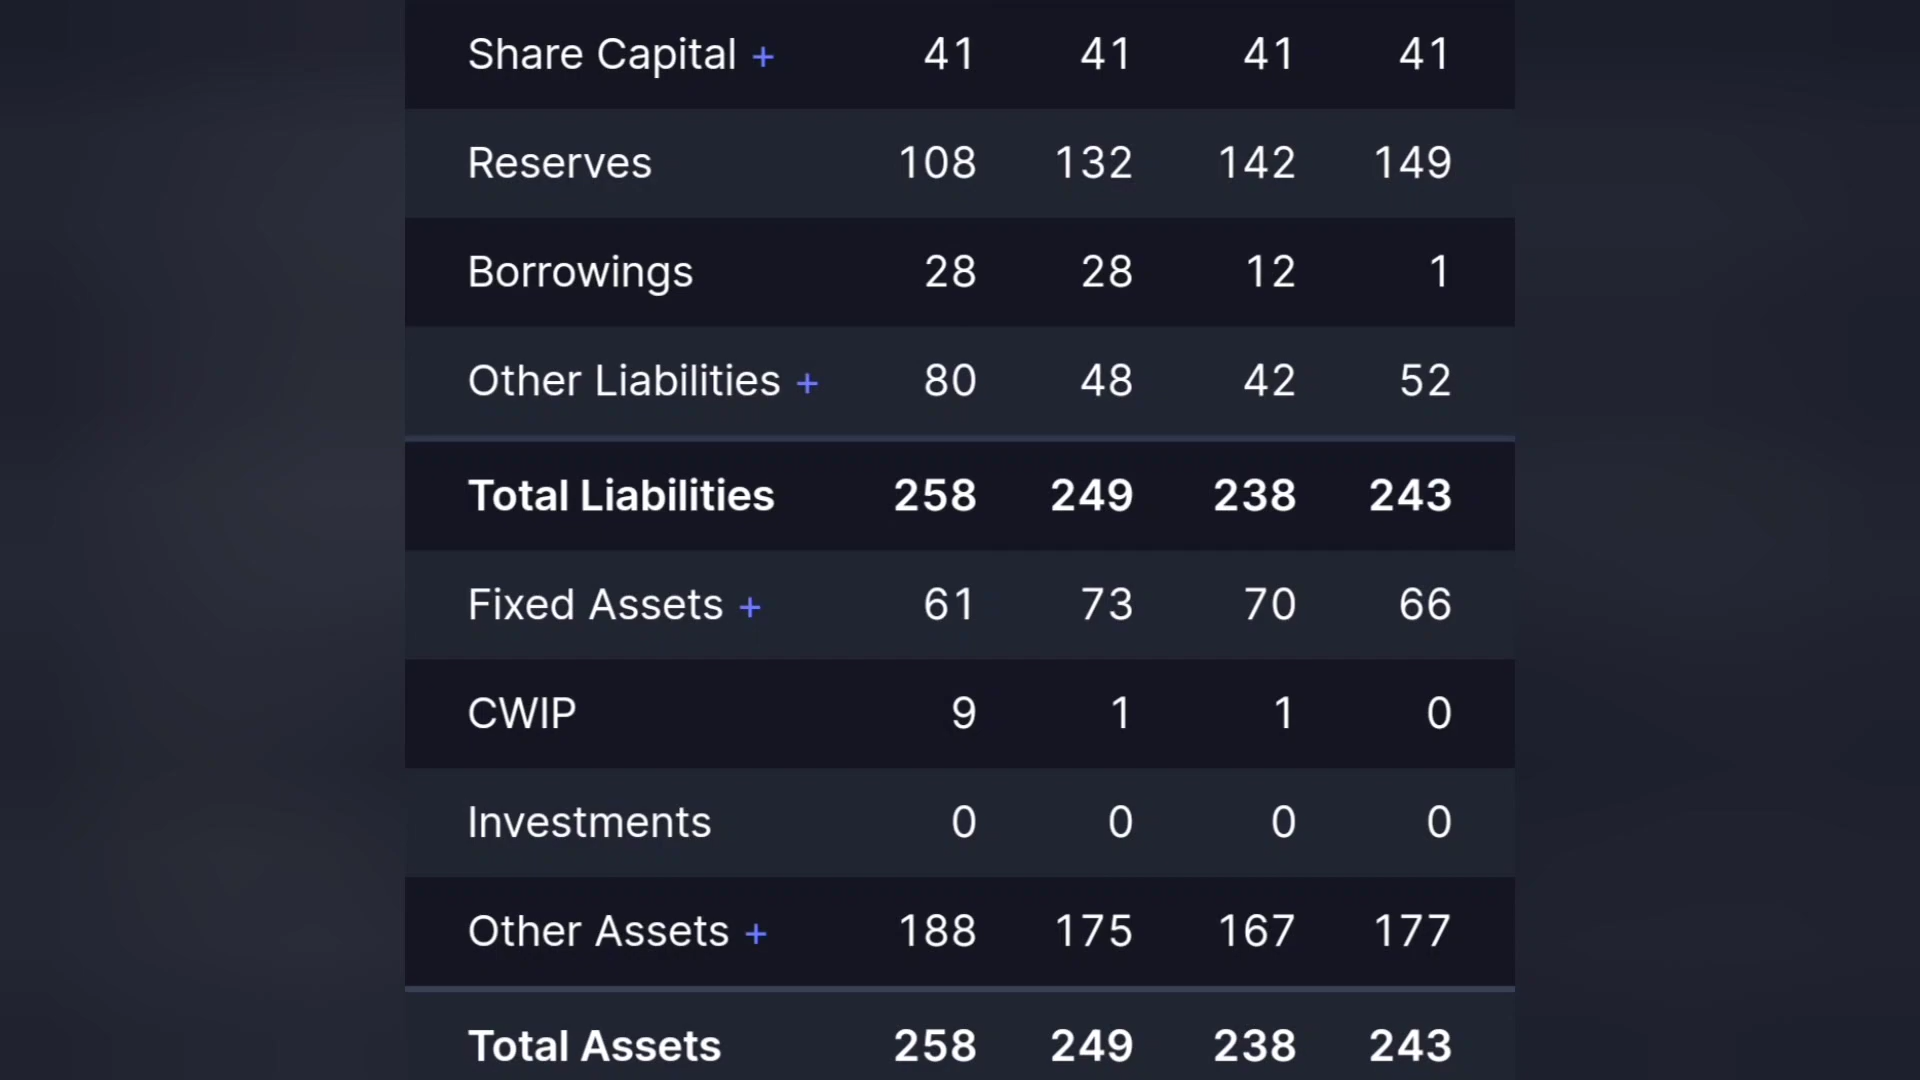 Share Capital + 41 41 41 41
Reserves 108 132 142 149
Borrowings 28 28 12 1
Other Liabilities + 80 48 42 52
Total Liabilities 258 249 238 243
Fixed Assets + 61 73 70 66
CWIP 9 1 1 0
Investments 0 0 0 0
Other Assets + 188 175 167 177
Total Assets 258 249 238 243